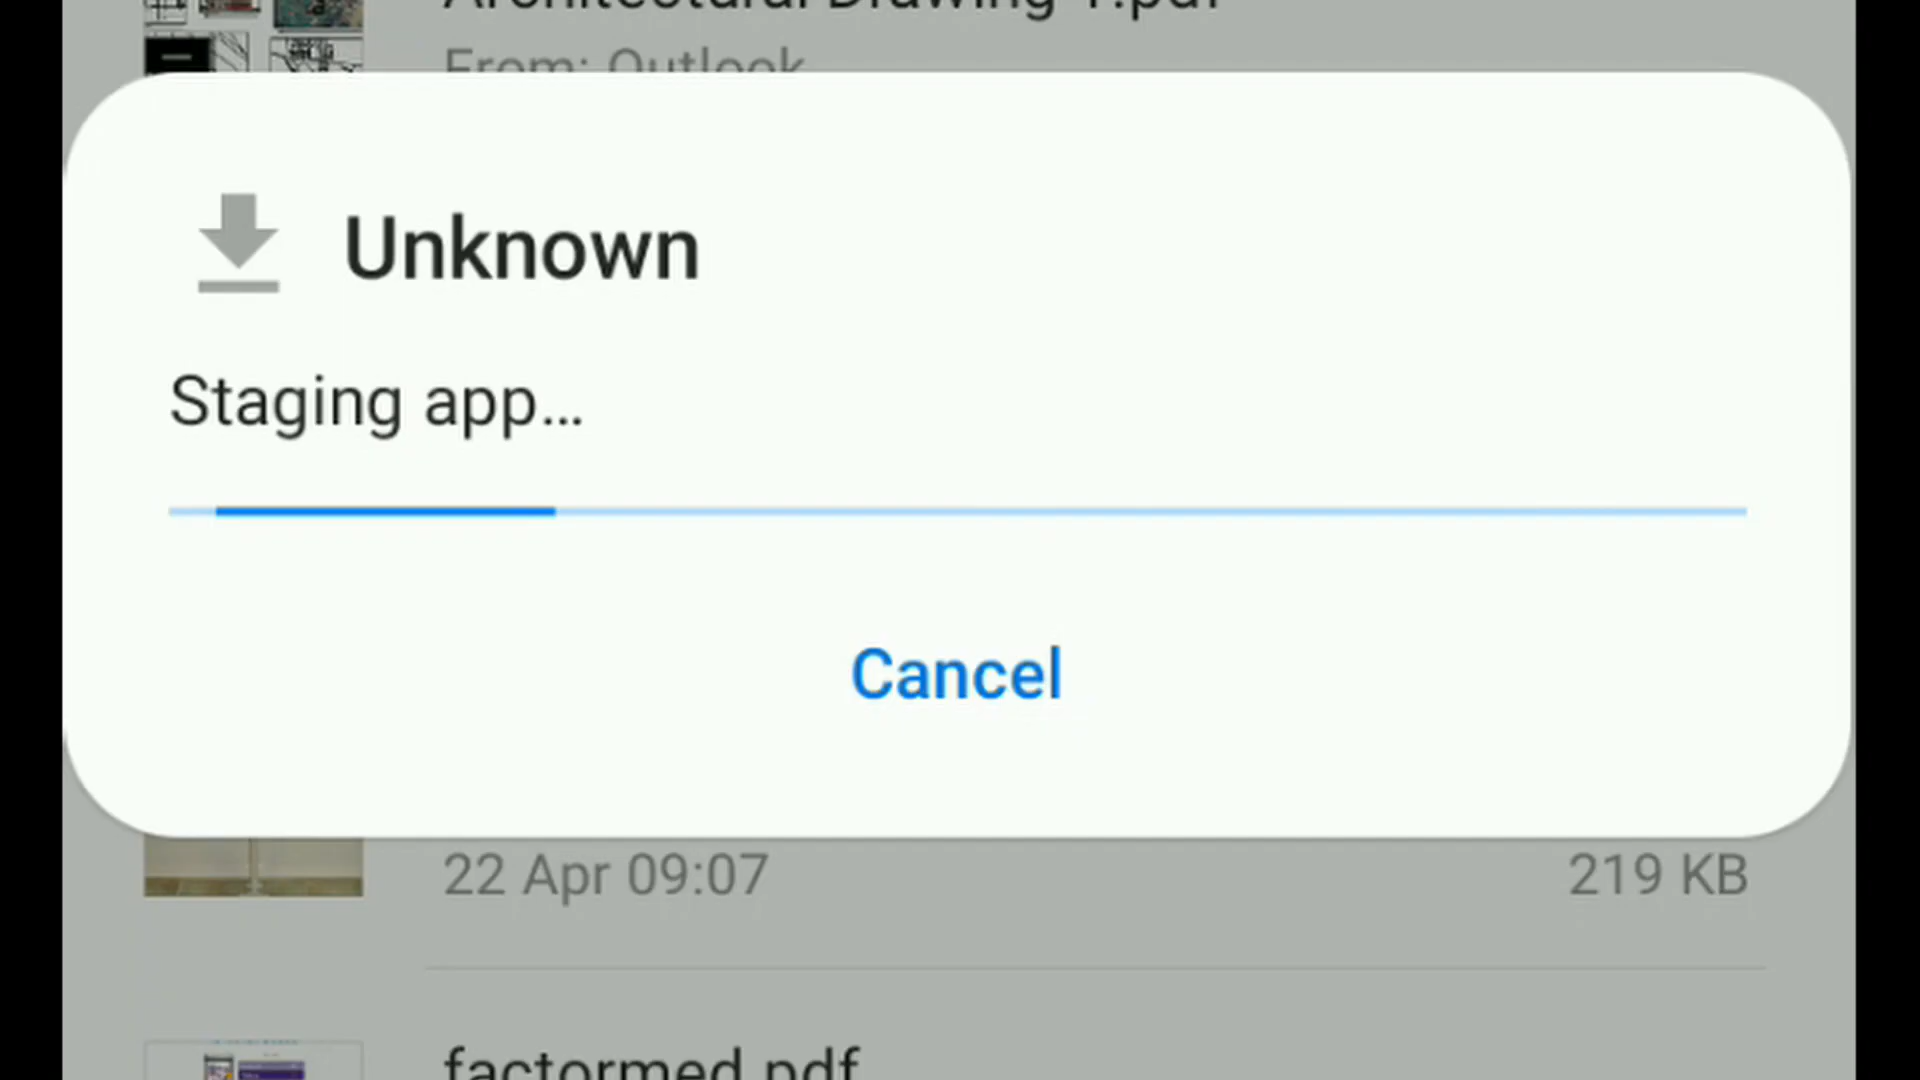 Architectural Drawing 1.pdf
From: Outlook
Unknown
Staging app...
Cancel
22 Apr 09:07
219 KB
factormed.pdf